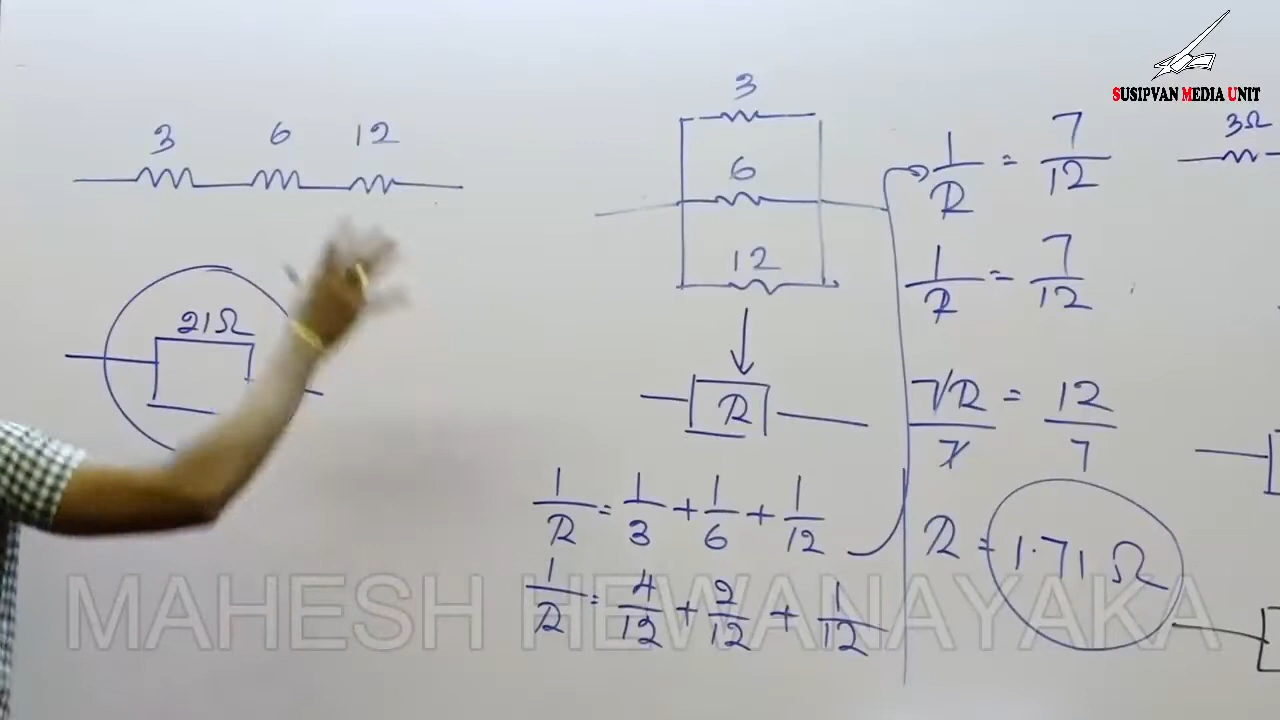 SUSIPVAN MEDIA UNIT
3 6 12
21Ω
3
6
12
R
1/R = 1/3 + 1/6 + 1/12
1/R = 4/12 + 2/12 + 1/12
1/R = 7/12
1/R = 7/12
7R/7 = 12/7
R = 1.71 Ω
3Ω
MAHESH HEWANAYAKA